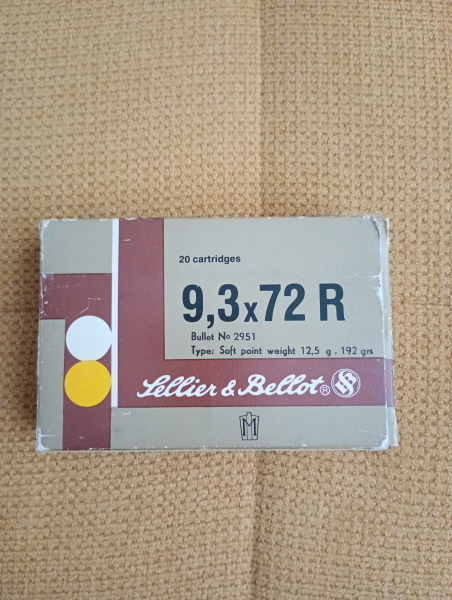 20 cartridges
9,3x72 R
Bullet No 2951
Type: Soft point weight 12,5 g . 192 grs
Sellier & Bellot ®
M